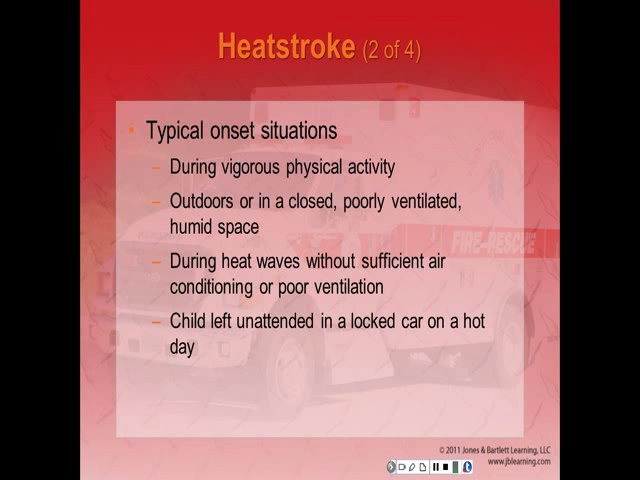 Heatstroke (2 of 4)
• Typical onset situations
– During vigorous physical activity
– Outdoors or in a closed, poorly ventilated,
humid space
– During heat waves without sufficient air
conditioning or poor ventilation
– Child left unattended in a locked car on a hot
day
FIRE-RESCUE
© 2011 Jones & Bartlett Learning, LLC
www.jblearning.com